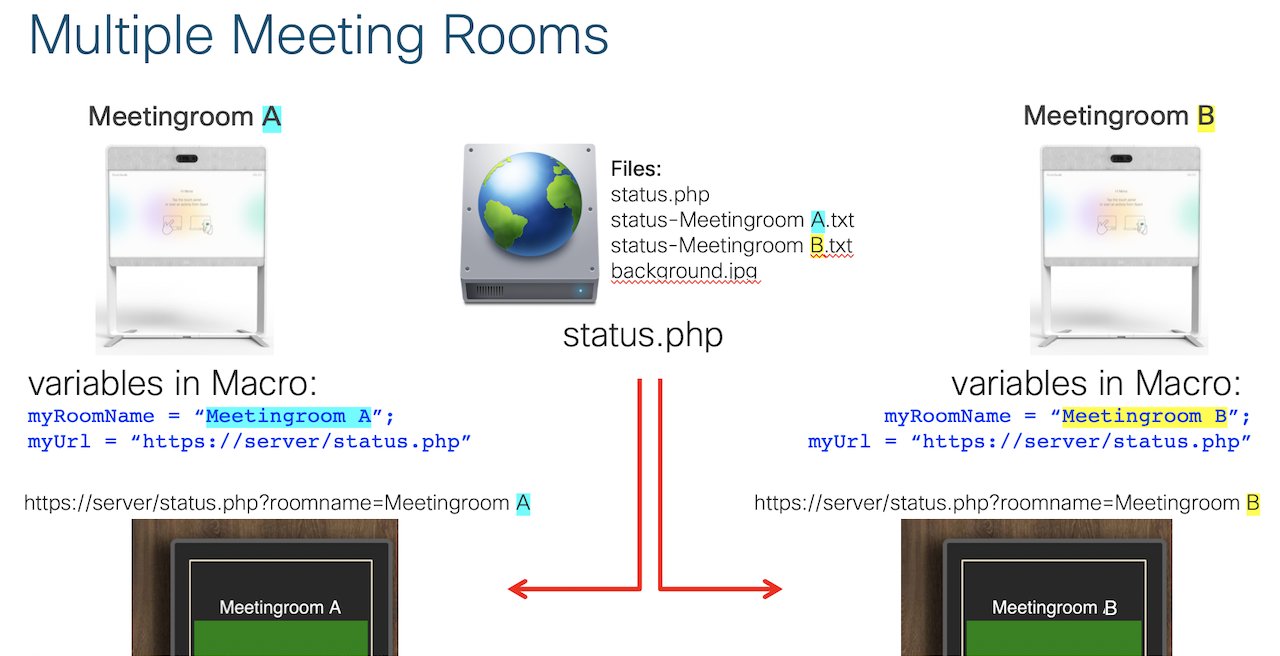 Multiple Meeting Rooms
Meetingroom A
Meetingroom B
Files:
status.php
status-Meetingroom A.txt
status-Meetingroom B.txt
background.jpg
status.php
variables in Macro:
myRoomName = “Meetingroom A”;
myUrl = “https://server/status.php”
variables in Macro:
myRoomName = “Meetingroom B”;
myUrl = “https://server/status.php”
https://server/status.php?roomname=Meetingroom A
https://server/status.php?roomname=Meetingroom B
Meetingroom A
Meetingroom B